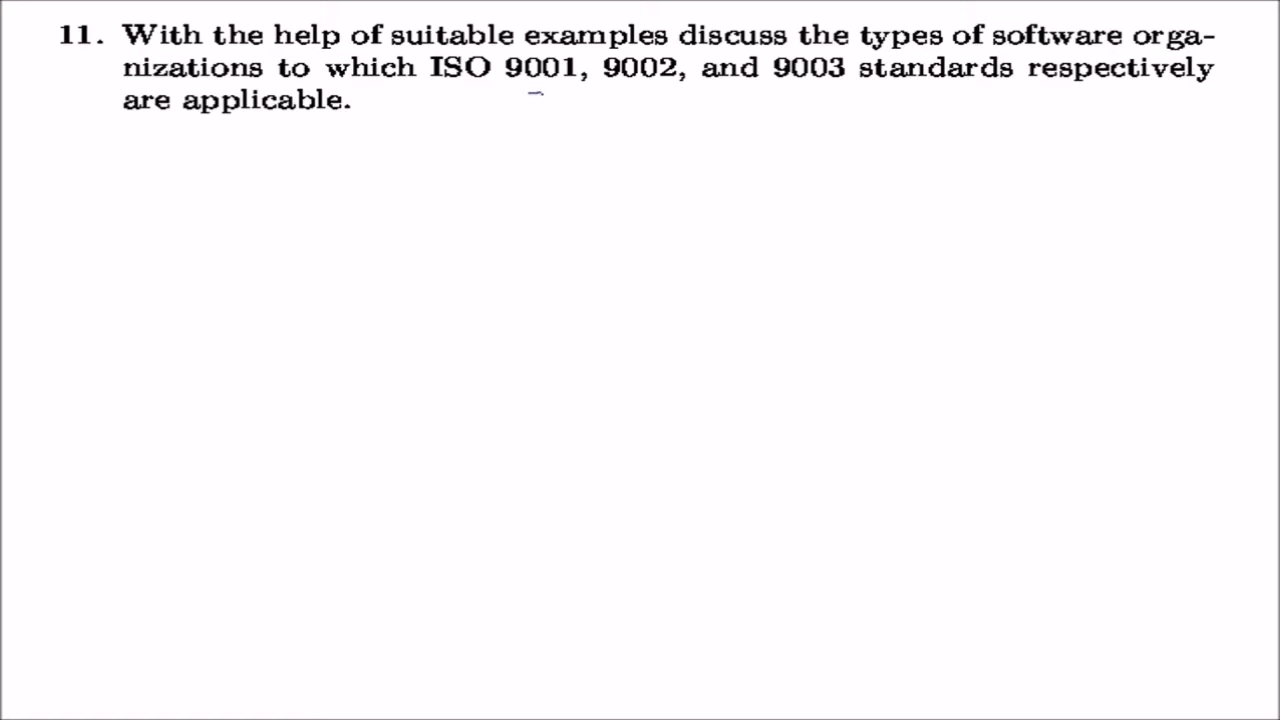 11. With the help of suitable examples discuss the types of software orga-
nizations to which ISO 9001, 9002, and 9003 standards respectively
are applicable.